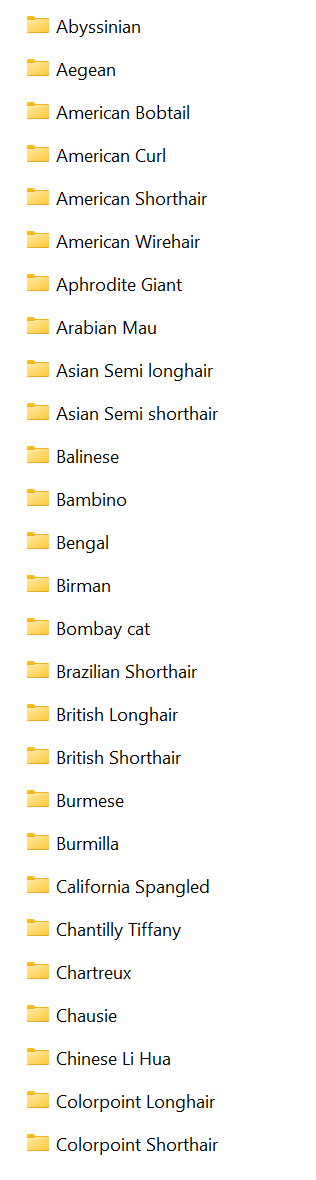 Abyssinian
Aegean
American Bobtail
American Curl
American Shorthair
American Wirehair
Aphrodite Giant
Arabian Mau
Asian Semi longhair
Asian Semi shorthair
Balinese
Bambino
Bengal
Birman
Bombay cat
Brazilian Shorthair
British Longhair
British Shorthair
Burmese
Burmilla
California Spangled
Chantilly Tiffany
Chartreux
Chausie
Chinese Li Hua
Colorpoint Longhair
Colorpoint Shorthair